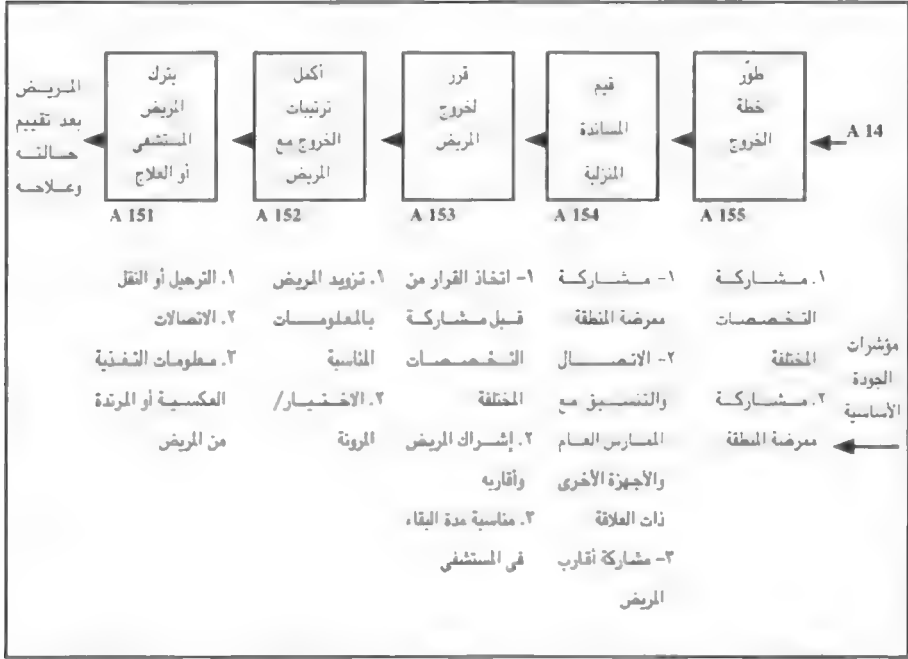 A 14
طوّر
خطة
الخروج
A 155
قيم
المساندة
المنزلية
A 154
قرر
لخروج
المريض
A 153
أكمل
ترتيبات
الخروج مع
المريض
A 152
يترك
المريض
المستشفى
أو العلاج
A 151
المريض
بعد تقييم
حالته
وعلاجه
مؤشرات
الجودة
الأساسية
١. مشاركة
التخصصات
المختلفة
٢. مشاركة
ممرضة المنطقة
١- مشاركة
ممرضة المنطقة
٢- الاتصال
والتنسيق مع
الممارس العام
والأجهزة الأخرى
ذات العلاقة
٣- مشاركة أقارب
المريض
١- اتخاذ القرار من
قبل مشاركة
التخصصات
المختلفة
٢. إشراك المريض
وأقاربه
٣. مناسبة مدة البقاء
في المستشفى
١. تزويد المريض
بالمعلومات
المناسبة
٢. الاختيار/
المرونة
١. الترحيل أو النقل
٢. الاتصالات
٣. معلومات التغذية
العكسية أو المرتدة
من المريض